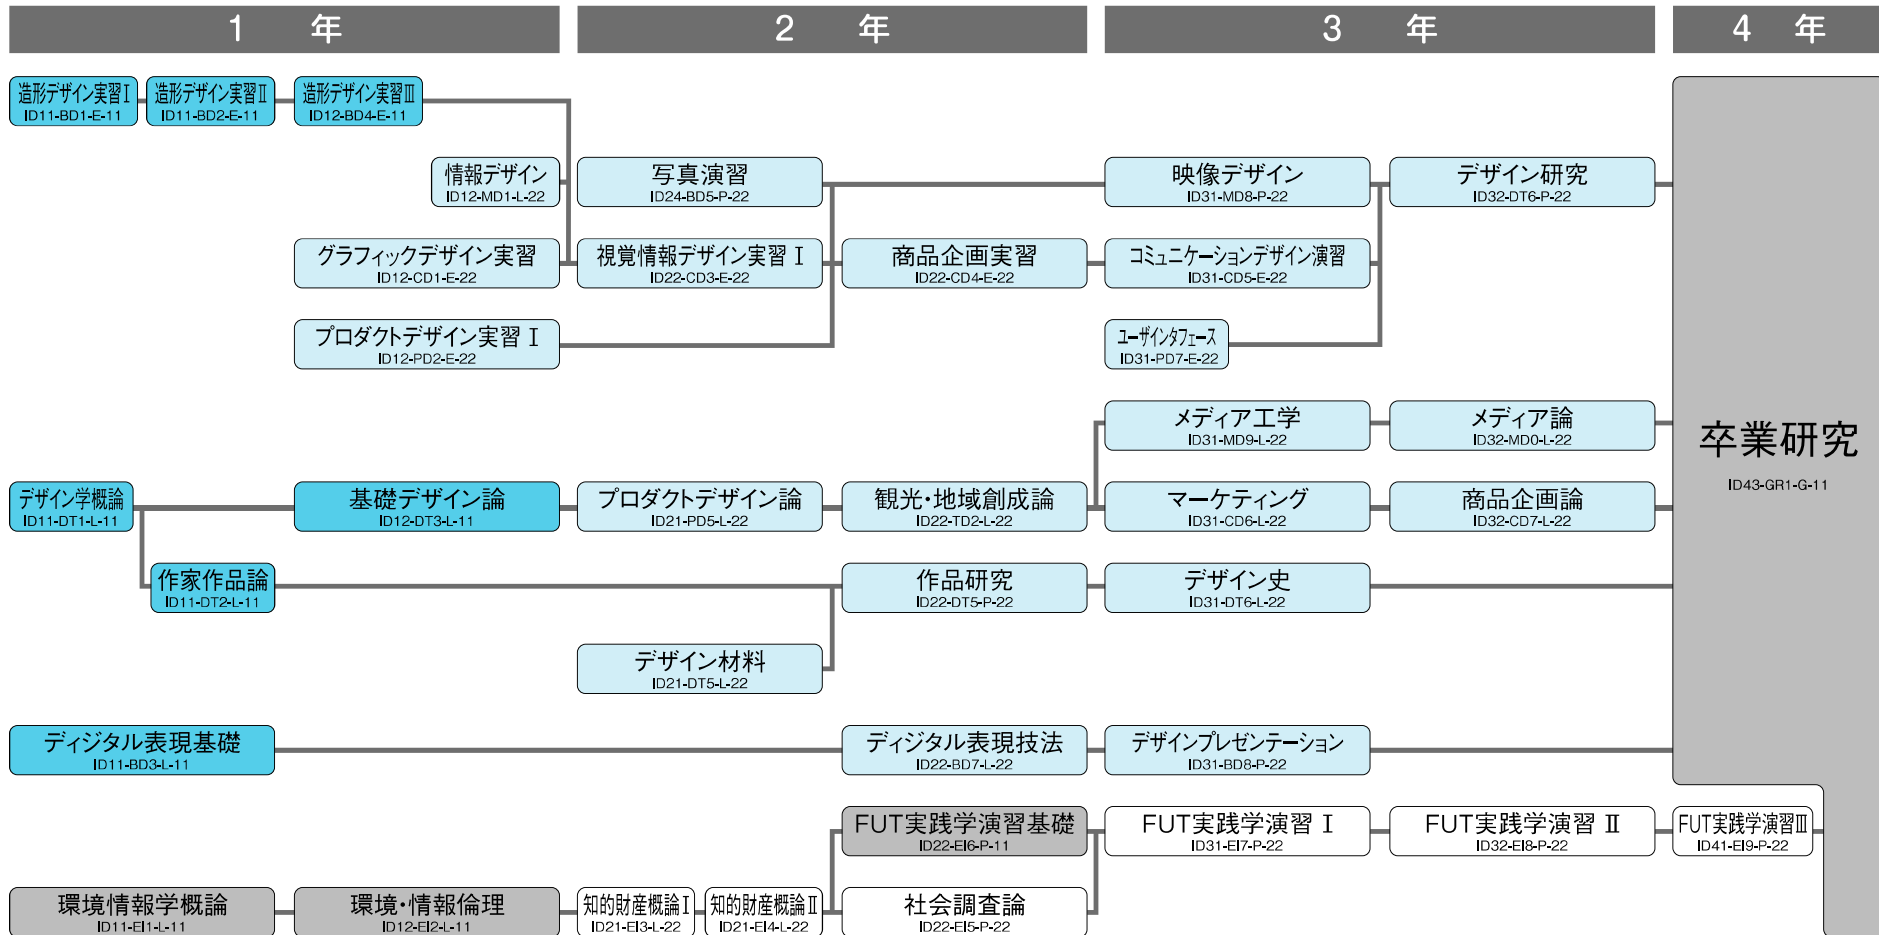 1 年
2 年
3 年
4 年
造形デザイン実習Ⅰ
ID11-BD1-E-11
造形デザイン実習Ⅱ
ID11-BD2-E-11
造形デザイン実習Ⅲ
ID12-BD4-E-11
情報デザイン
ID12-MD1-L-22
写真演習
ID24-BD5-P-22
映像デザイン
ID31-MD8-P-22
デザイン研究
ID32-DT6-P-22
グラフィックデザイン実習
ID12-CD1-E-22
視覚情報デザイン実習Ⅰ
ID22-CD3-E-22
商品企画実習
ID22-CD4-E-22
コミュニケーションデザイン演習
ID31-CD5-E-22
プロダクトデザイン実習Ⅰ
ID12-PD2-E-22
ユーザインタフェース
ID31-PD7-E-22
メディア工学
ID31-MD9-L-22
メディア論
ID32-MD0-L-22
卒業研究
ID43-GR1-G-11
デザイン学概論
ID11-DT1-L-11
基礎デザイン論
ID12-DT3-L-11
プロダクトデザイン論
ID21-PD5-L-22
観光・地域創成論
ID22-TD2-L-22
マーケティング
ID31-CD6-L-22
商品企画論
ID32-CD7-L-22
作家作品論
ID11-DT2-L-11
作品研究
ID22-DT5-P-22
デザイン史
ID31-DT6-L-22
デザイン材料
ID21-DT5-L-22
ディジタル表現基礎
ID11-BD3-L-11
ディジタル表現技法
ID22-BD7-L-22
デザインプレゼンテーション
ID31-BD8-P-22
FUT実践学演習基礎
ID22-EI6-P-11
FUT実践学演習Ⅰ
ID31-EI7-P-22
FUT実践学演習Ⅱ
ID32-EI8-P-22
FUT実践学演習Ⅲ
ID41-EI9-P-22
環境情報学概論
ID11-EI1-L-11
環境・情報倫理
ID12-EI2-L-11
知的財産概論Ⅰ
ID21-EI3-L-22
知的財産概論Ⅱ
ID21-EI4-L-22
社会調査論
ID22-EI5-P-22